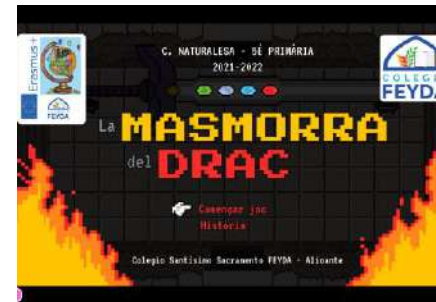 C. NATURALESA - 5É PRIMÀRIA
2021-2022
Erasmus+
FEYDA
COLEGIO
FEYDA
La MASMORRA
del DRAC
Començar joc
Historia
Colegio Santísimo Sacramento FEYDA - Alicante